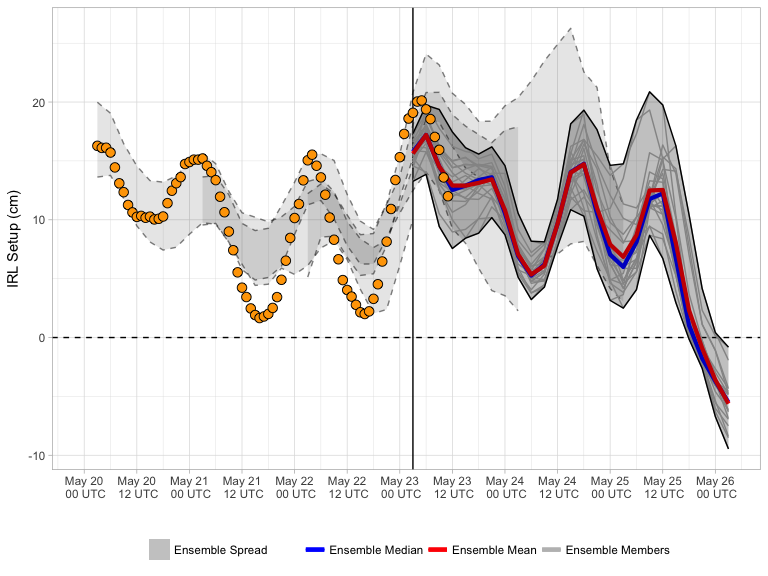 IRL Setup (cm)
20
10
0
-10
May 20 May 20 May 21 May 21 May 22 May 22 May 23 May 23 May 24 May 24 May 25 May 25 May 26
00 UTC 12 UTC 00 UTC 12 UTC 00 UTC 12 UTC 00 UTC 12 UTC 00 UTC 12 UTC 00 UTC 12 UTC 00 UTC
Ensemble Spread Ensemble Median Ensemble Mean Ensemble Members